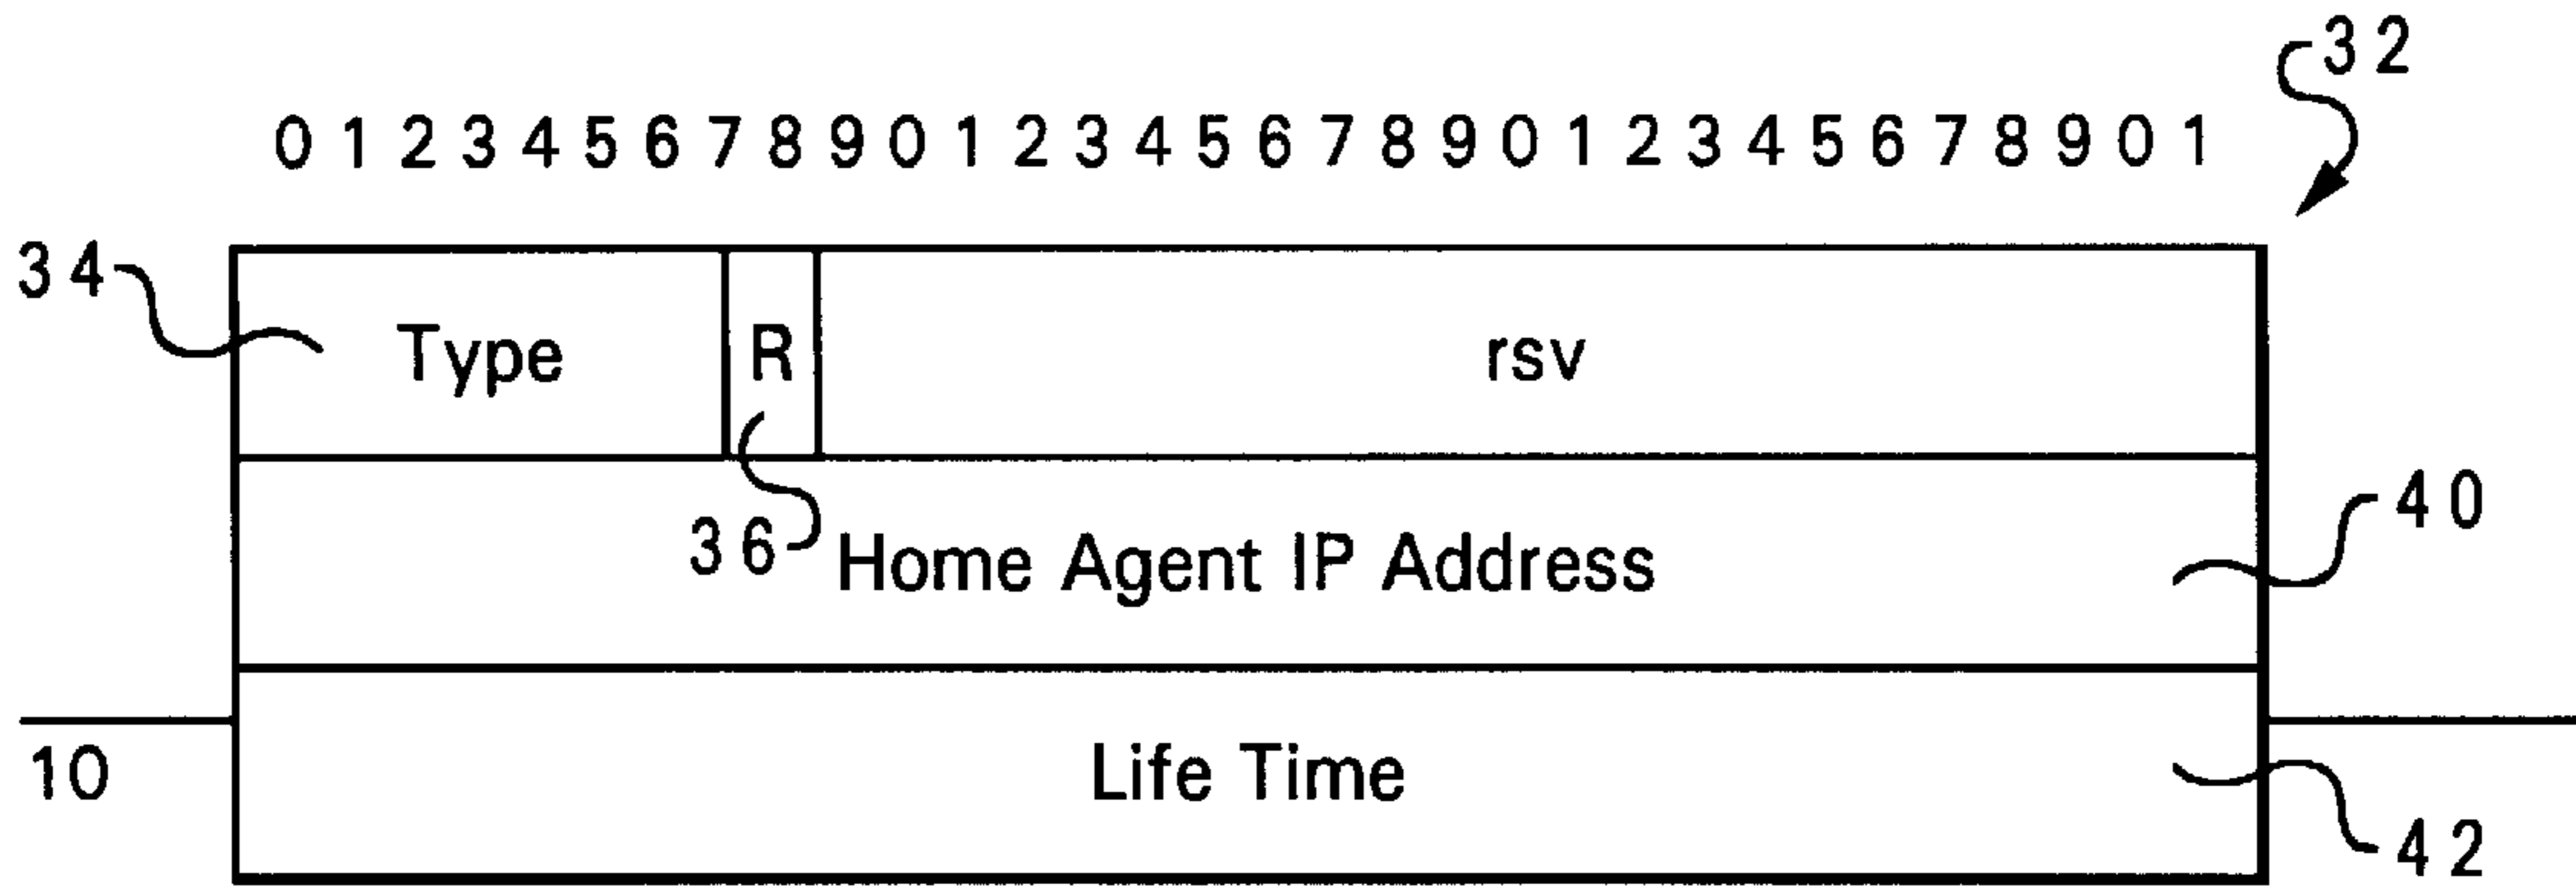 32
0 1 2 3 4 5 6 7 8 9 0 1 2 3 4 5 6 7 8 9 0 1 2 3 4 5 6 7 8 9 0 1
34 Type R rsv
40
36 Home Agent IP Address
10 Life Time
42